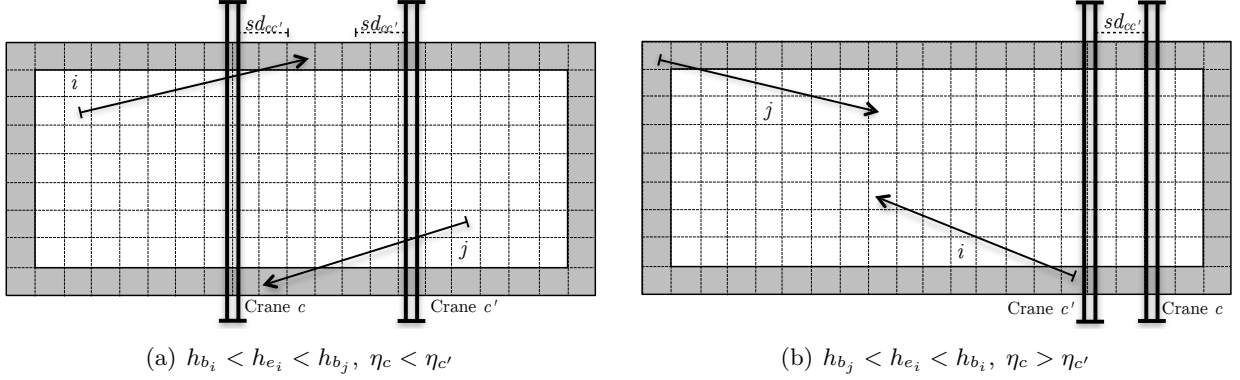 sd_{cc'} sd_{cc'}
i
j
Crane c Crane c'
(a) h_{b_i} < h_{e_i} < h_{b_j}, η_c < η_{c'}
sd_{cc'}
j
i
Crane c' Crane c
(b) h_{b_j} < h_{e_i} < h_{b_i}, η_c > η_{c'}